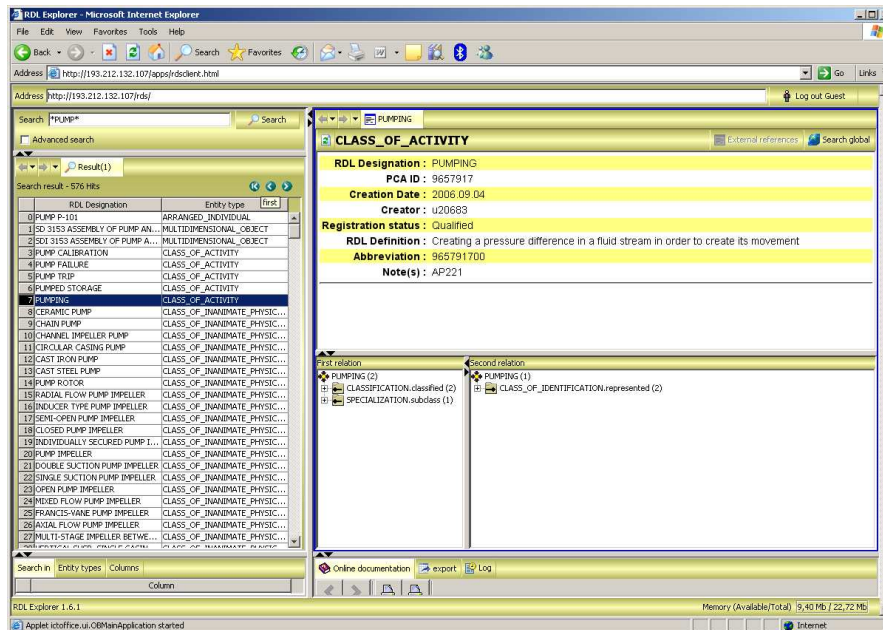 RDL Explorer - Microsoft Internet Explorer
File Edit View Favorites Tools Help
Back Search Favorites
Address http://193.212.132.107/apps/rdsclient.html Go Links
Address http://193.212.132.107/rds/ Log out Guest
Search *PUMP* Search
Advanced search
Result(1)
Search result - 576 Hits
RDL Designation Entity type first
0 PUMP P-101 ARRANGED_INDIVIDUAL
1 SD 3153 ASSEMBLY OF PUMP AN... MULTIDIMENSIONAL_OBJECT
2 SDI 3153 ASSEMBLY OF PUMP A... MULTIDIMENSIONAL_OBJECT
3 PUMP CALIBRATION CLASS_OF_ACTIVITY
4 PUMP FAILURE CLASS_OF_ACTIVITY
5 PUMP TRIP CLASS_OF_ACTIVITY
6 PUMPED STORAGE CLASS_OF_ACTIVITY
7 PUMPING CLASS_OF_ACTIVITY
8 CERAMIC PUMP CLASS_OF_INANIMATE_PHYSIC...
9 CHAIN PUMP CLASS_OF_INANIMATE_PHYSIC...
10 CHANNEL IMPELLER PUMP CLASS_OF_INANIMATE_PHYSIC...
11 CIRCULAR CASING PUMP CLASS_OF_INANIMATE_PHYSIC...
12 CAST IRON PUMP CLASS_OF_INANIMATE_PHYSIC...
13 CAST STEEL PUMP CLASS_OF_INANIMATE_PHYSIC...
14 PUMP ROTOR CLASS_OF_INANIMATE_PHYSIC...
15 RADIAL FLOW PUMP IMPELLER CLASS_OF_INANIMATE_PHYSIC...
16 INDUCER TYPE PUMP IMPELLER CLASS_OF_INANIMATE_PHYSIC...
17 SEMI-OPEN PUMP IMPELLER CLASS_OF_INANIMATE_PHYSIC...
18 CLOSED PUMP IMPELLER CLASS_OF_INANIMATE_PHYSIC...
19 INDIVIDUALLY SECURED PUMP I... CLASS_OF_INANIMATE_PHYSIC...
20 PUMP IMPELLER CLASS_OF_INANIMATE_PHYSIC...
21 DOUBLE SUCTION PUMP IMPELLER CLASS_OF_INANIMATE_PHYSIC...
22 SINGLE SUCTION PUMP IMPELLER CLASS_OF_INANIMATE_PHYSIC...
23 OPEN PUMP IMPELLER CLASS_OF_INANIMATE_PHYSIC...
24 MIXED FLOW PUMP IMPELLER CLASS_OF_INANIMATE_PHYSIC...
25 FRANCIS-VANE PUMP IMPELLER CLASS_OF_INANIMATE_PHYSIC...
26 AXIAL FLOW PUMP IMPELLER CLASS_OF_INANIMATE_PHYSIC...
27 MULTI-STAGE IMPELLER BETWE... CLASS_OF_INANIMATE_PHYSIC...
Search in Entity types Columns
Column
PUMPING
CLASS_OF_ACTIVITY External references Search global
RDL Designation : PUMPING
PCA ID : 9657917
Creation Date : 2006.09.04
Creator : u20683
Registration status : Qualified
RDL Definition : Creating a pressure difference in a fluid stream in order to create its movement
Abbreviation : 965791700
Note(s) : AP221
First relation
PUMPING (2)
CLASSIFICATION.classified (2)
SPECIALIZATION.subclass (1)
Second relation
PUMPING (1)
CLASS_OF_IDENTIFICATION.represented (2)
Online documentation export Log
RDL Explorer 1.6.1 Memory (Available/Total) 9,40 Mb / 22,72 Mb
Applet ictoffice.ui.OBMainApplication started Internet